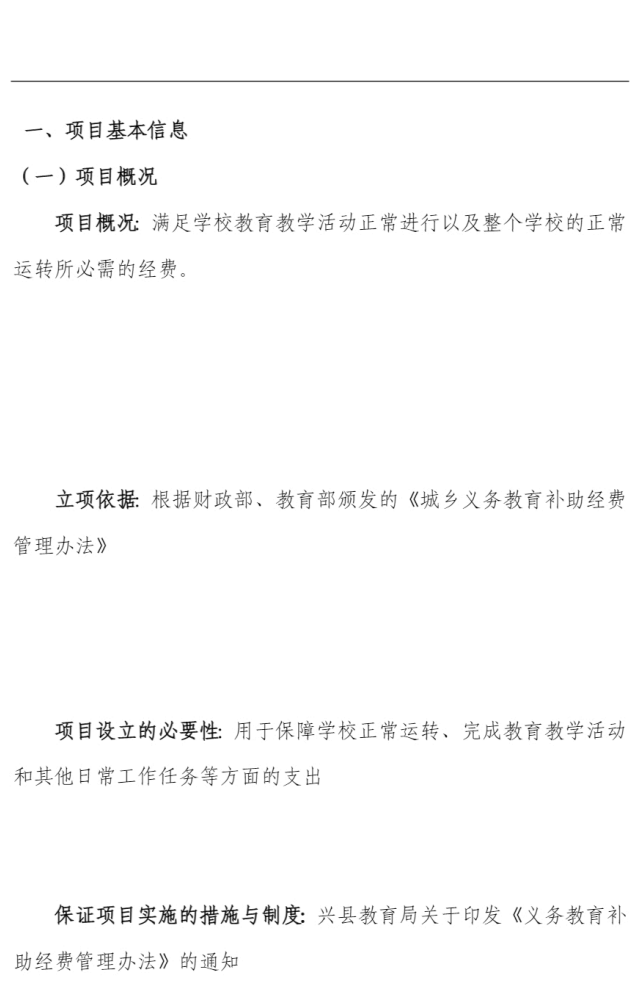 一、项目基本信息
（一）项目概况
项目概况: 满足学校教育教学活动正常进行以及整个学校的正常
运转所必需的经费。
立项依据: 根据财政部、教育部颁发的《城乡义务教育补助经费
管理办法》
项目设立的必要性: 用于保障学校正常运转、完成教育教学活动
和其他日常工作任务等方面的支出
保证项目实施的措施与制度: 兴县教育局关于印发《义务教育补
助经费管理办法》的通知